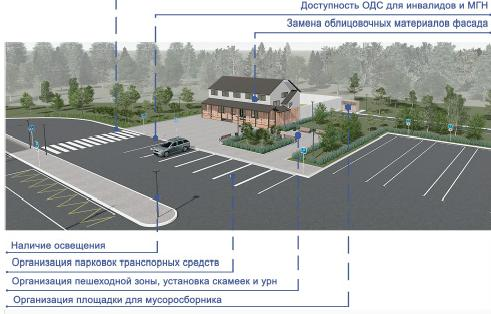 Доступность ОДС для инвалидов и МГН
Замена облицовочных материалов фасада
Наличие освещения
Организация парковок транспорных средств
Организация пешеходной зоны, установка скамеек и урн
Организация площадки для мусоросборника